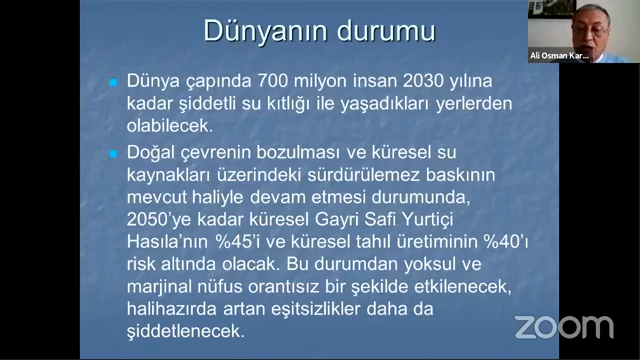 Dünyanın durumu
Ali Osman Kar...
Dünya çapında 700 milyon insan 2030 yılına
kadar şiddetli su kıtlığı ile yaşadıkları yerlerden
olabilecek.
Doğal çevrenin bozulması ve küresel su
kaynakları üzerindeki sürdürülemez baskının
mevcut haliyle devam etmesi durumunda,
2050'ye kadar küresel Gayri Safi Yurtiçi
Hasıla'nın %45'i ve küresel tahıl üretiminin %40'ı
risk altında olacak. Bu durumdan yoksul ve
marjinal nüfus orantısız bir şekilde etkilenecek,
halihazırda artan eşitsizlikler daha da
şiddetlenecek.
zoom